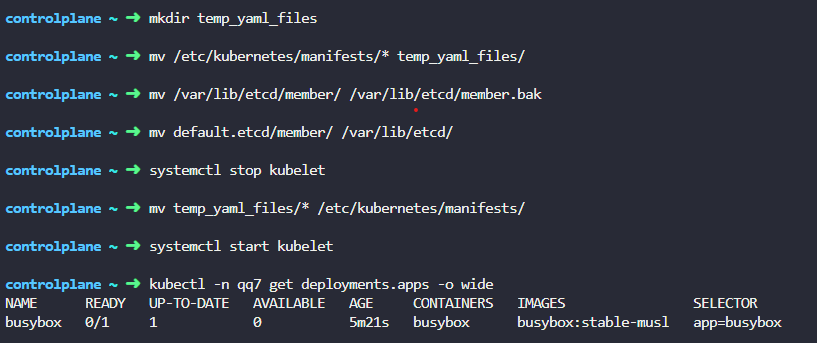 controlplane ~ ➜ mkdir temp_yaml_files
controlplane ~ ➜ mv /etc/kubernetes/manifests/* temp_yaml_files/
controlplane ~ ➜ mv /var/lib/etcd/member/ /var/lib/etcd/member.bak
controlplane ~ ➜ mv default.etcd/member/ /var/lib/etcd/
controlplane ~ ➜ systemctl stop kubelet
controlplane ~ ➜ mv temp_yaml_files/* /etc/kubernetes/manifests/
controlplane ~ ➜ systemctl start kubelet
controlplane ~ ➜ kubectl -n qq7 get deployments.apps -o wide
NAME READY UP-TO-DATE AVAILABLE AGE CONTAINERS IMAGES SELECTOR
busybox 0/1 1 0 5m21s busybox busybox:stable-musl app=busybox